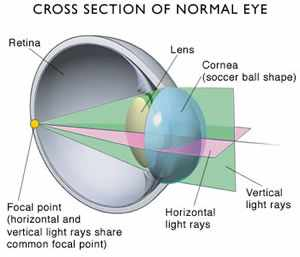 CROSS SECTION OF NORMAL EYE
Retina
Lens
Cornea
(soccer ball shape)
Focal point
(horizontal and
vertical light rays share
common focal point)
Horizontal
light rays
Vertical
light rays